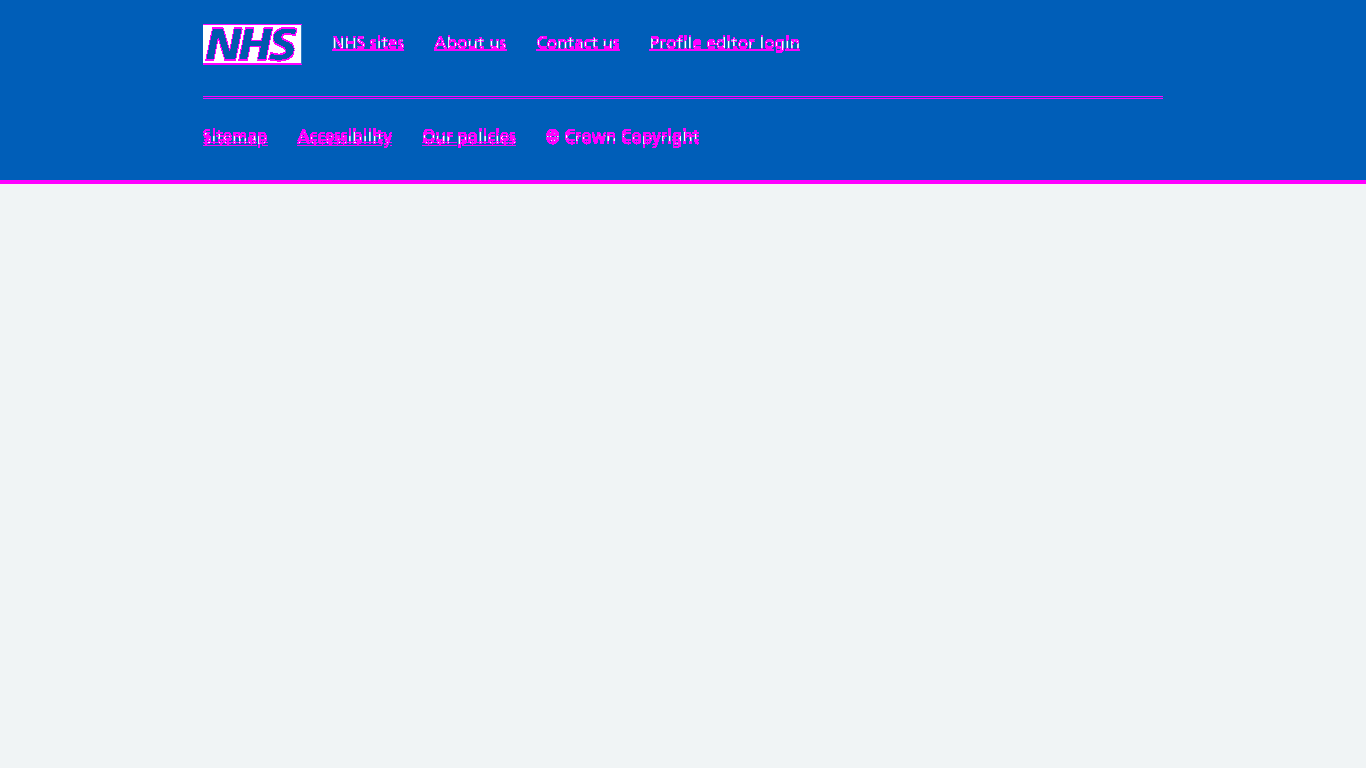 NHS NHS sites About us Contact us Profile editor login
Sitemap Accessibility Our policies © Crown Copyright